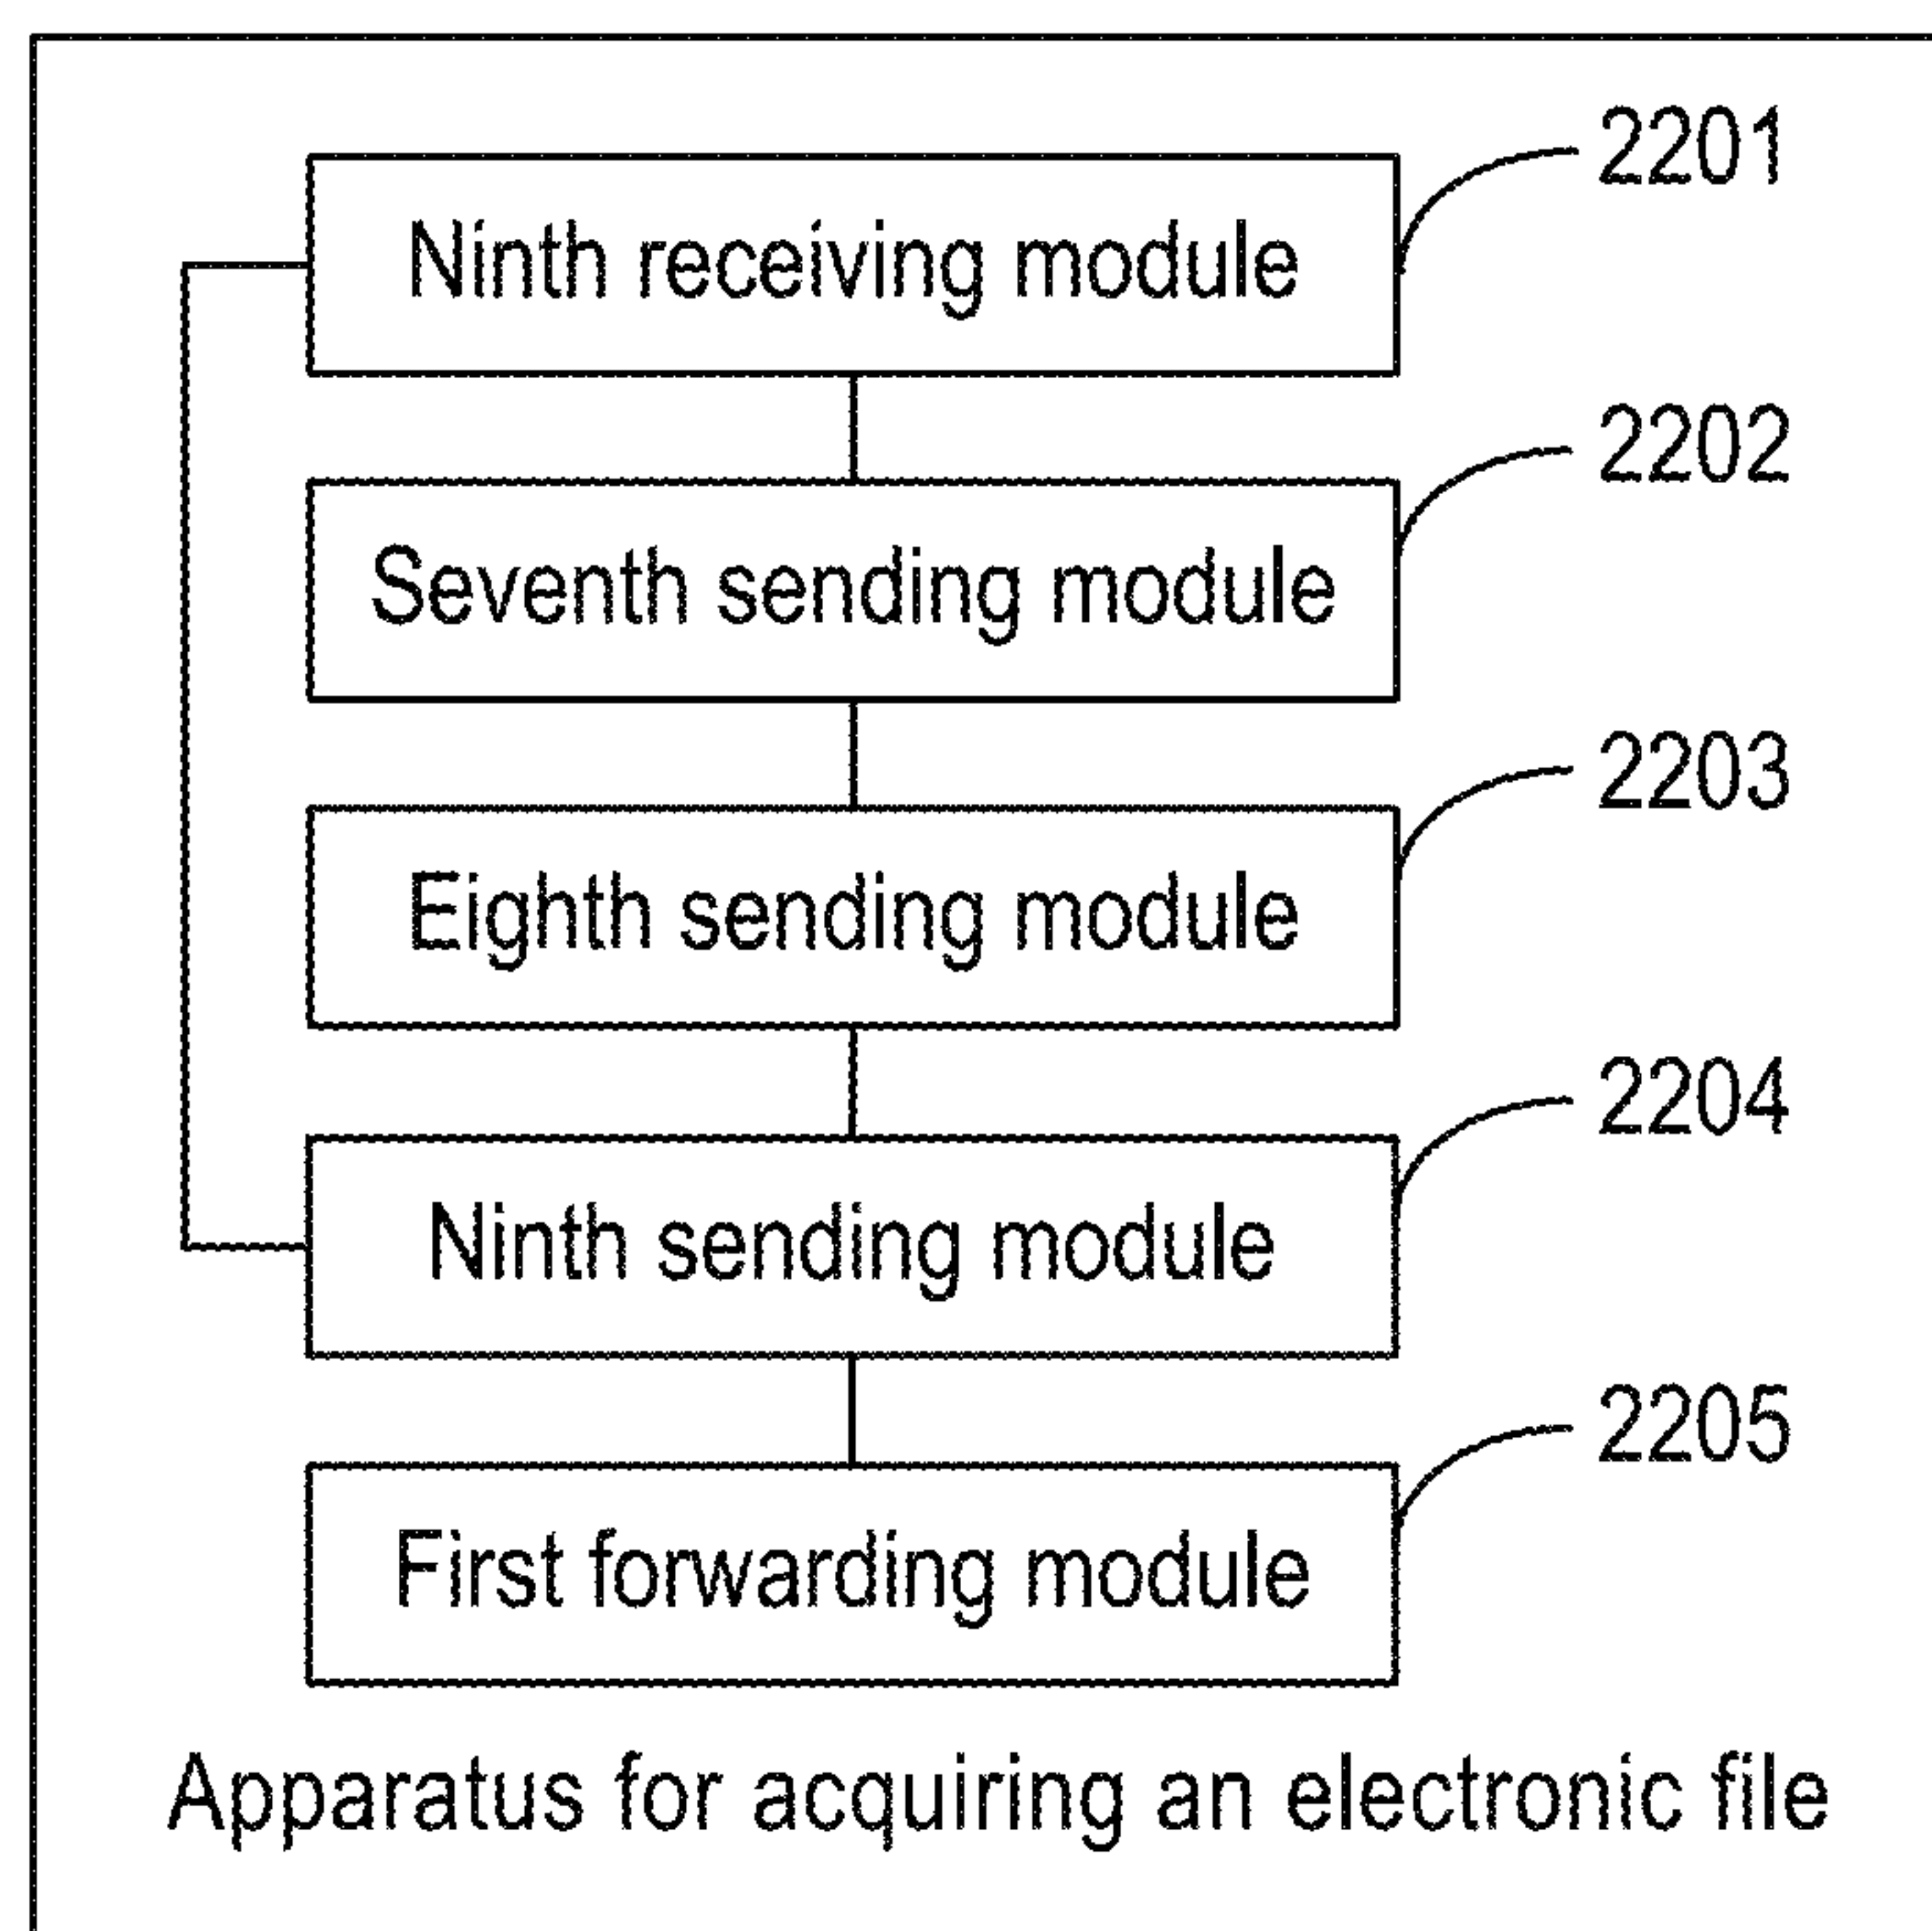 2201
Ninth receiving module
2202
Seventh sending module
2203
Eighth sending module
2204
Ninth sending module
2205
First forwarding module
Apparatus for acquiring an electronic file